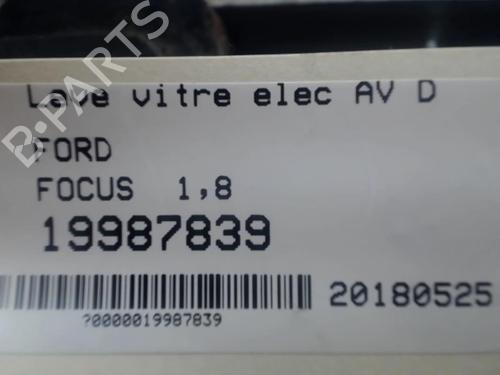 Lave vitre elec AV D
FORD
FOCUS 1,8
19987839
20180525
?0000019987839
B-PARTS